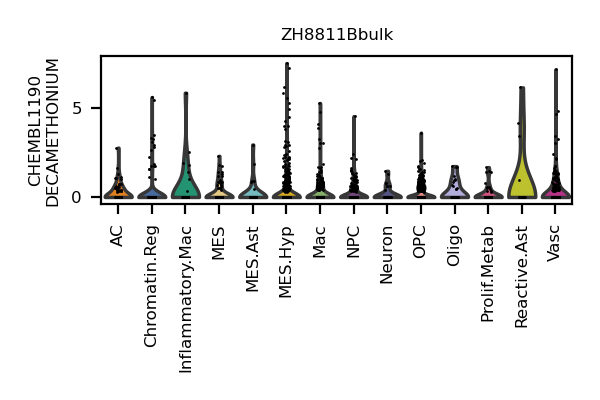 ZH8811Bbulk
CHEMBL1190
DECAMETHONIUM
5
0
AC
Chromatin.Reg
Inflammatory.Mac
MES
MES.Ast
MES.Hyp
Mac
NPC
Neuron
OPC
Oligo
Prolif.Metab
Reactive.Ast
Vasc